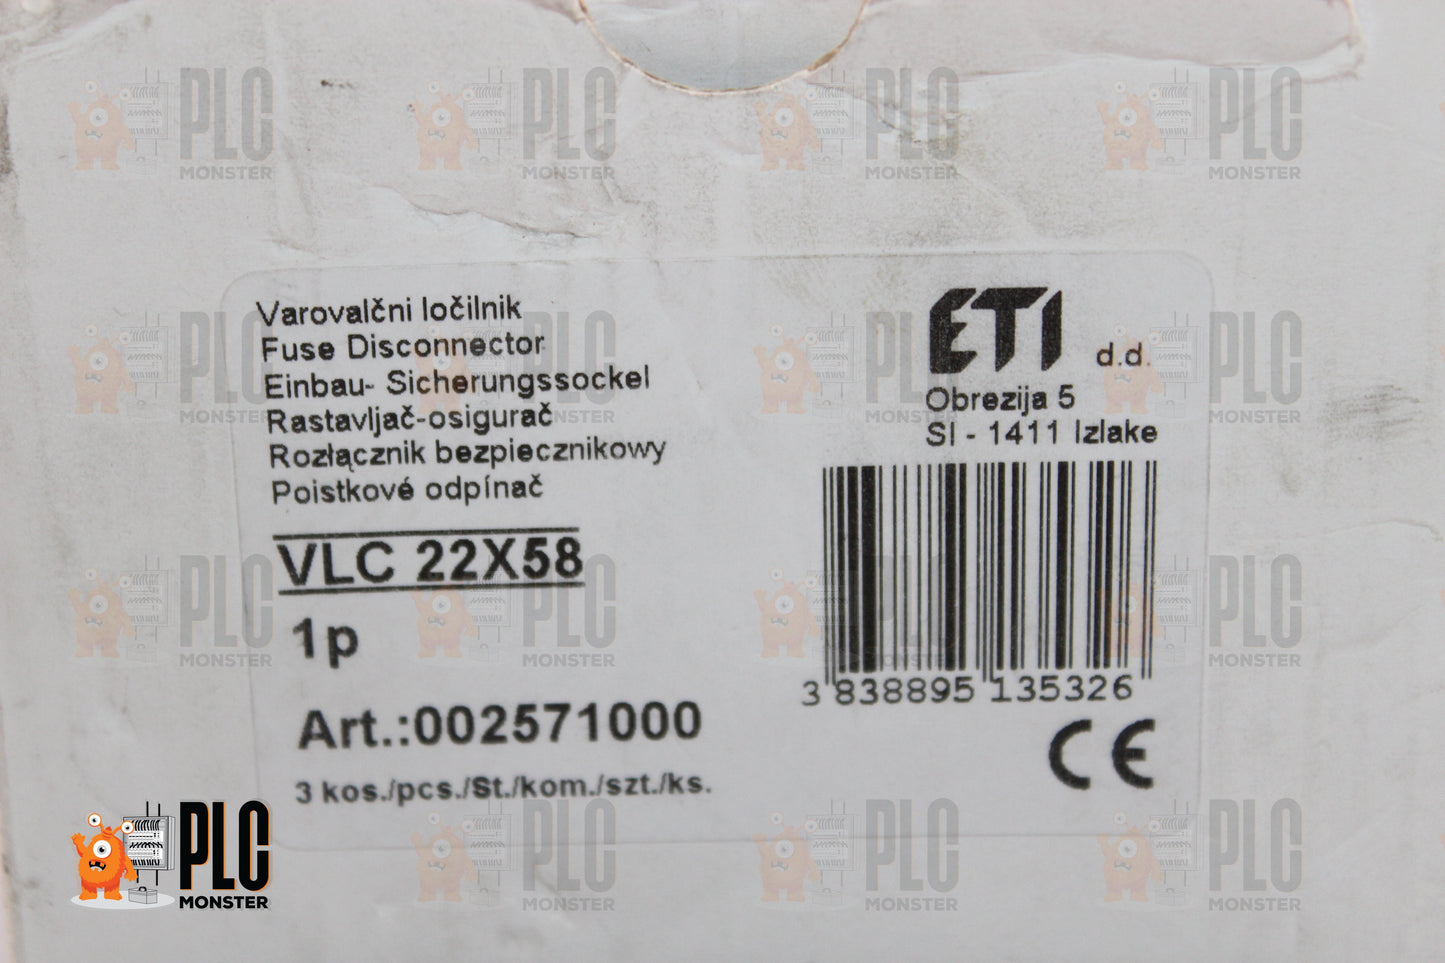 Varovalčni ločilnik
Fuse Disconnector
Einbau- Sicherungssockel
Rastavljač-osigurač
Rozłącznik bezpiecznikowy
Poistkové odpínač
VLC 22X58
1p
Art.:002571000
3 kos./pcs./St./kom./szt./ks.
ETI d.d.
Obrezija 5
SI - 1411 Izlake
3 838895 135326
CE
PLC
MONSTER